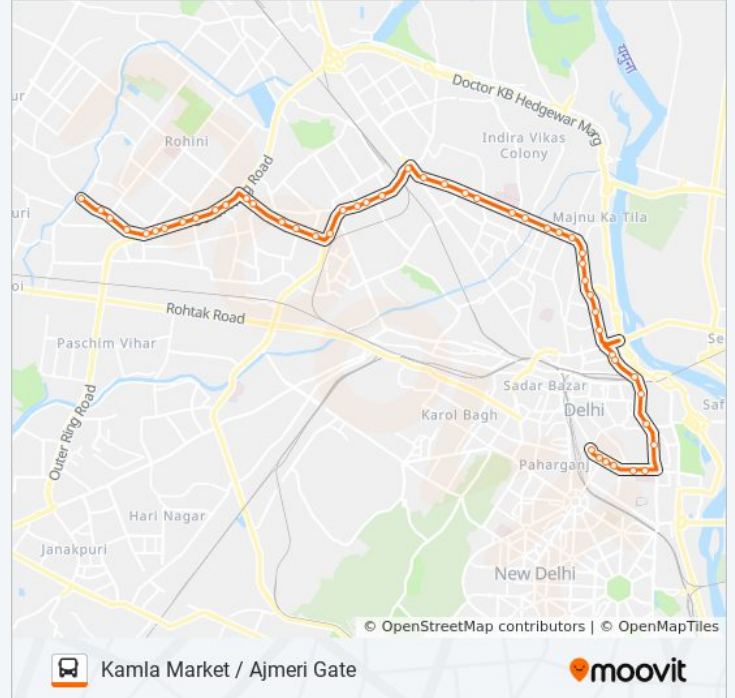 Doctor KB Hedgewar Marg
यमुना
ur
Rohini
Indira Vikas
Colony
g Road
uri
Majnu Ka Tila
oi
Rohtak Road
Paschim Vihar
Se
Sadar Bazar
Karol Bagh
Delhi
Saf
Outer Ring Road
Paharganj
Hari Nagar
Janakpuri
New Delhi
© OpenStreetMap contributors | © OpenMapTiles
Kamla Market / Ajmeri Gate
moovit